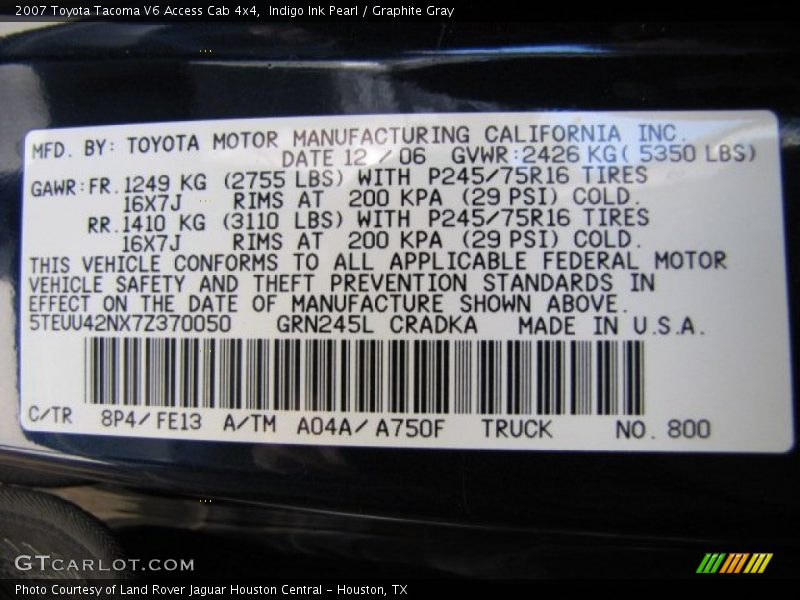 2007 Toyota Tacoma V6 Access Cab 4x4, Indigo Ink Pearl / Graphite Gray
MFD. BY: TOYOTA MOTOR MANUFACTURING CALIFORNIA INC.
DATE 12 / 06 GVWR:2426 KG( 5350 LBS)
GAWR:FR.1249 KG (2755 LBS) WITH P245/75R16 TIRES
16X7J RIMS AT 200 KPA (29 PSI) COLD.
RR.1410 KG (3110 LBS) WITH P245/75R16 TIRES
16X7J RIMS AT 200 KPA (29 PSI) COLD.
THIS VEHICLE CONFORMS TO ALL APPLICABLE FEDERAL MOTOR
VEHICLE SAFETY AND THEFT PREVENTION STANDARDS IN
EFFECT ON THE DATE OF MANUFACTURE SHOWN ABOVE.
5TEUU42NX7Z370050 GRN245L CRADKA MADE IN U.S.A.
C/TR 8P4/FE13 A/TM A04A/A750F TRUCK NO. 800
GTCARLOT.COM
Photo Courtesy of Land Rover Jaguar Houston Central - Houston, TX